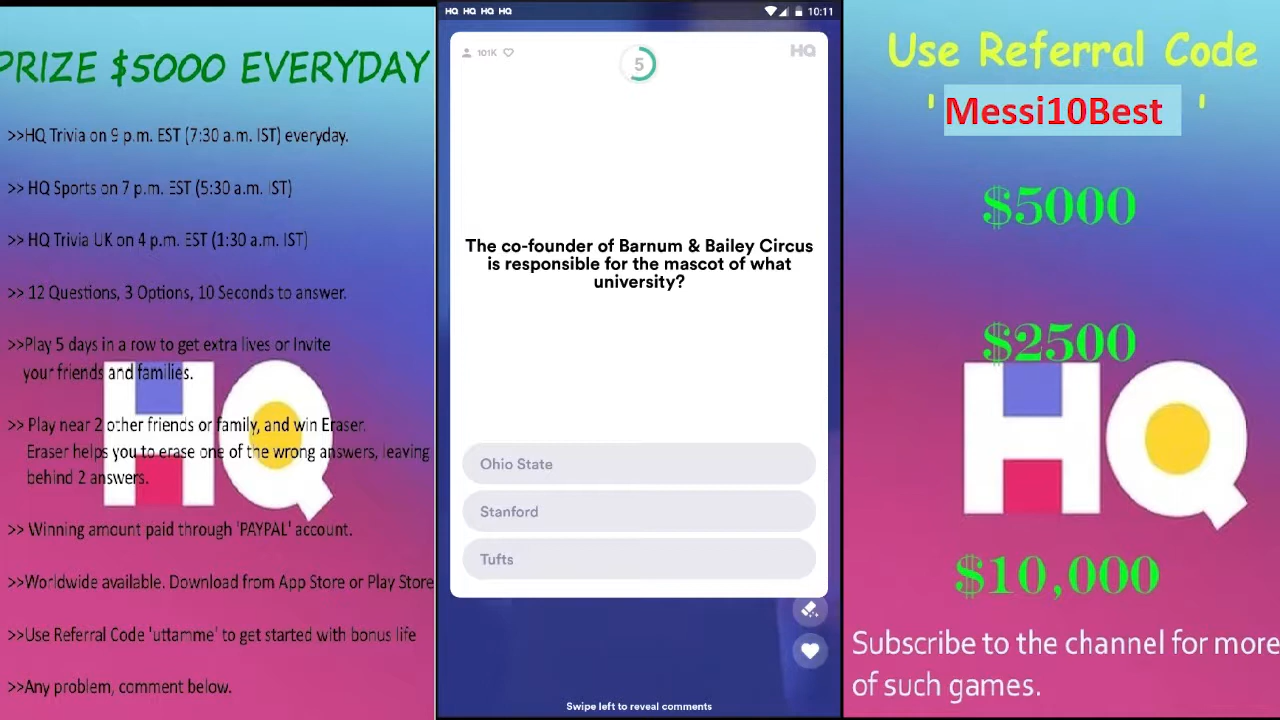 PRIZE $5000 EVERYDAY
>>HQ Trivia on 9 p.m. EST (7:30 a.m. IST) everyday.
>> HQ Sports on 7 p.m. EST (5:30 a.m. IST)
>> HQ Trivia UK on 4 p.m. EST (1:30 a.m. IST)
>> 12 Questions, 3 Options, 10 Seconds to answer.
>>Play 5 days in a row to get extra lives or Invite
your friends and families.
>> Play near 2 other friends or family, and win Eraser.
Eraser helps you to erase one of the wrong answers, leaving
behind 2 answers.
>> Winning amount paid through 'PAYPAL' account.
>>Worldwide available. Download from App Store or Play Store
>>Use Referral Code 'uttamme' to get started with bonus life
>>Any problem, comment below.
HQ
HQ HQ HQ HQ 10:11
101K 5 HQ
The co-founder of Barnum & Bailey Circus
is responsible for the mascot of what
university?
Ohio State
Stanford
Tufts
Swipe left to reveal comments
Use Referral Code
' Messi10Best '
$5000
$2500
HQ
$10,000
Subscribe to the channel for more
of such games.